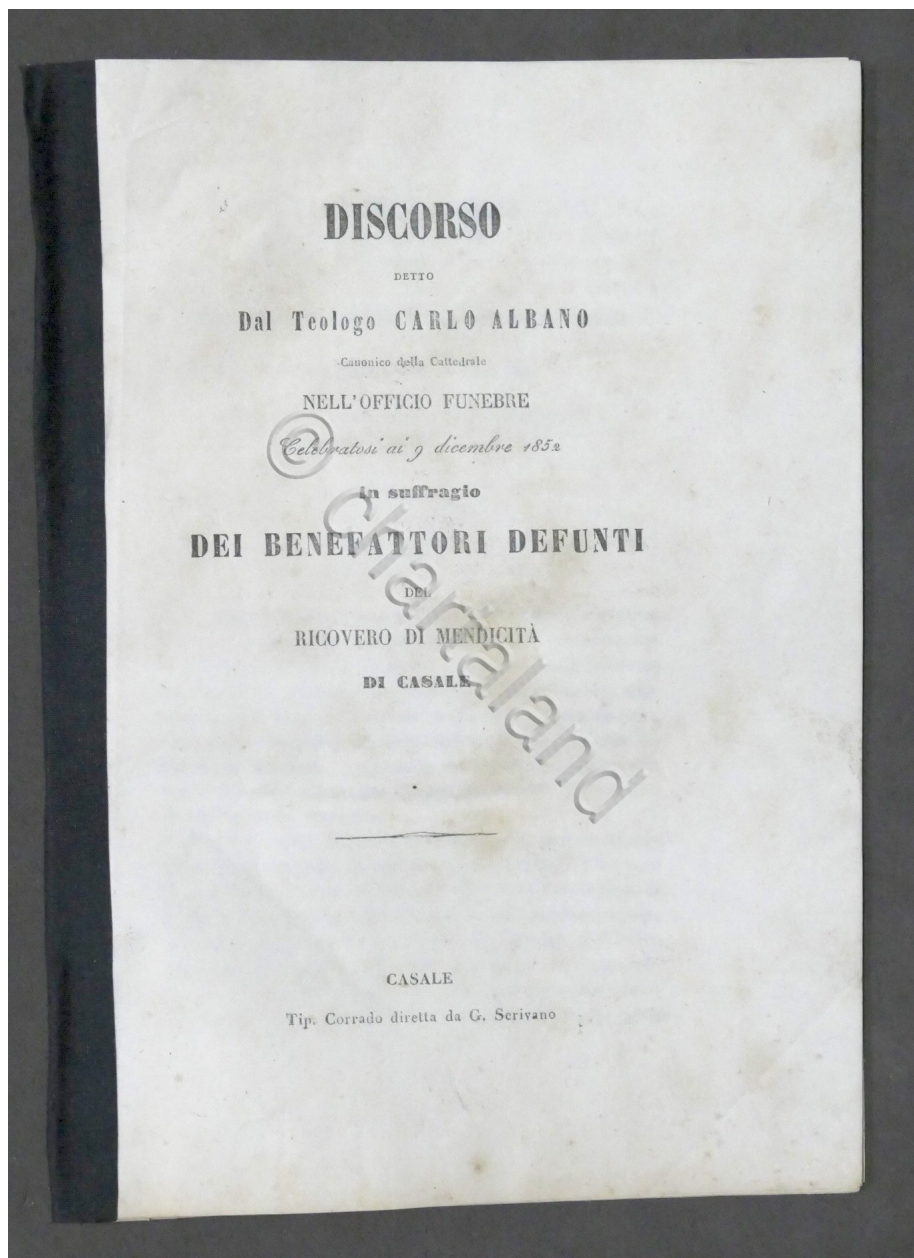 DISCORSO
DETTO
Dal Teologo CARLO ALBANO
Canonico della Cattedrale
NELL'OFFICIO FUNEBRE
Celebratosi ai 9 dicembre 1852
in suffragio
DEI BENEFATTORI DEFUNTI
DEL
RICOVERO DI MENDICITÀ
DI CASALE
CASALE
Tip. Corrado diretta da G. Scrivano
© chartaland